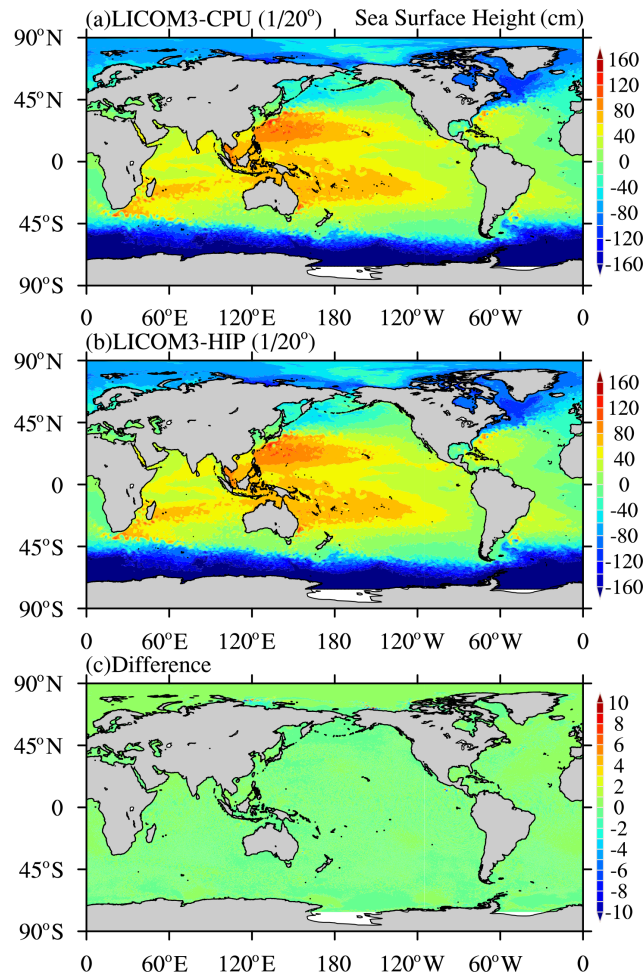 (a)LICOM3-CPU (1/20°) Sea Surface Height (cm)
90°N
45°N
0
45°S
90°S
0 60°E 120°E 180 120°W 60°W 0
160
120
80
40
0
-40
-80
-120
-160
(b)LICOM3-HIP (1/20°)
90°N
45°N
0
45°S
90°S
0 60°E 120°E 180 120°W 60°W 0
160
120
80
40
0
-40
-80
-120
-160
(c)Difference
90°N
45°N
0
45°S
90°S
0 60°E 120°E 180 120°W 60°W 0
10
8
6
4
2
0
-2
-4
-6
-8
-10